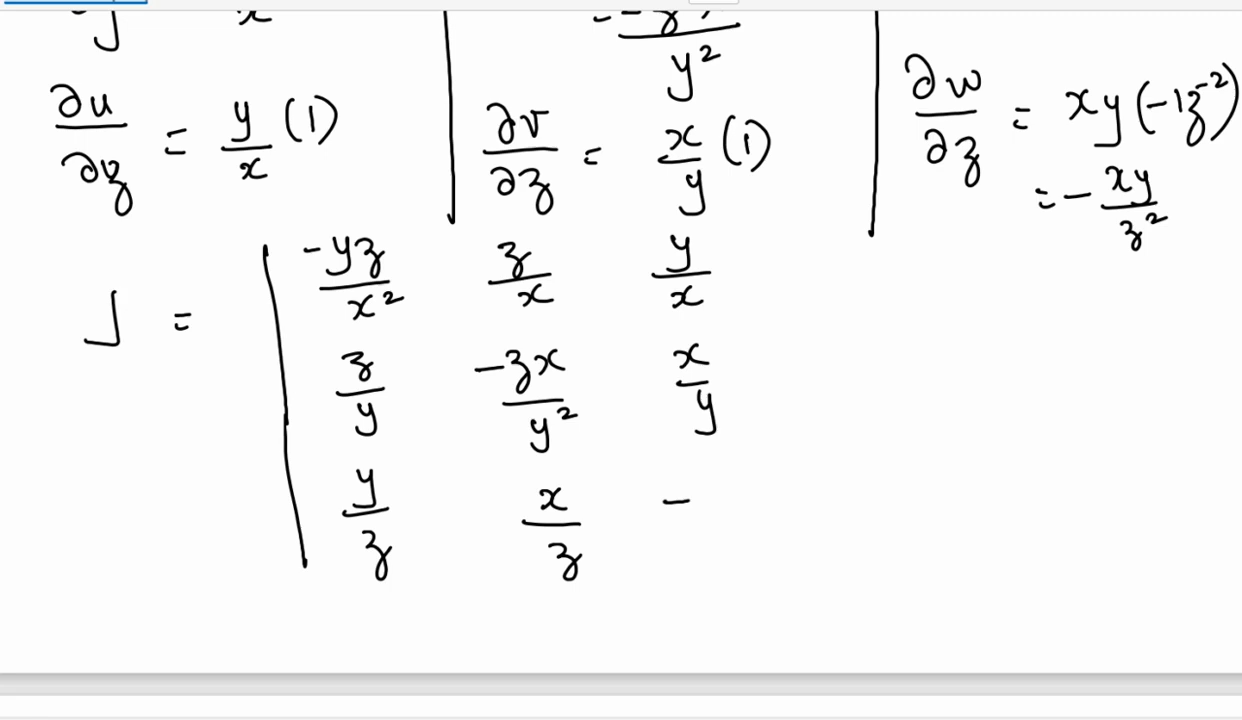 ∂u/∂z = y/x (1)
∂v/∂z = x/y (1)
∂w/∂z = xy(-1z^-2)
= - xy/z²
J = | -yz/x² z/x y/x
z/y -zx/y² x/y
y/z x/z -